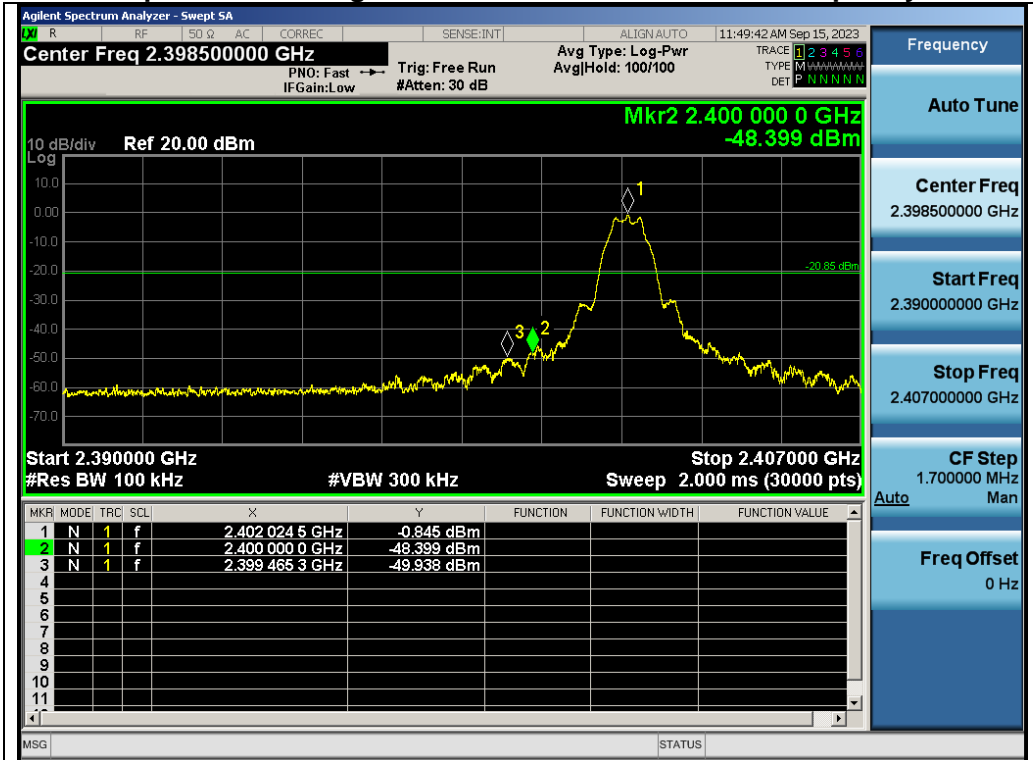 Agilent Spectrum Analyzer - Swept SA
LXI R RF 50 Ω AC CORREC SENSE:INT ALIGN AUTO 11:49:42 AM Sep 15, 2023
Center Freq 2.398500000 GHz
PNO: Fast
IFGain:Low
Trig: Free Run
#Atten: 30 dB
Avg Type: Log-Pwr
Avg|Hold: 100/100
TRACE 1 2 3 4 5 6
TYPE M WWWWW
DET P N N N N N
Mkr2 2.400 000 0 GHz
-48.399 dBm
10 dB/div Ref 20.00 dBm
Log
10.0
0.00
-10.0
-20.0
-30.0
-40.0
-50.0
-60.0
-70.0
1
-20.85 dBm
3 2
Start 2.390000 GHz Stop 2.407000 GHz
#Res BW 100 kHz #VBW 300 kHz Sweep 2.000 ms (30000 pts)
MKR MODE TRC SCL X Y FUNCTION FUNCTION WIDTH FUNCTION VALUE
1 N 1 f 2.402 024 5 GHz -0.845 dBm
2 N 1 f 2.400 000 0 GHz -48.399 dBm
3 N 1 f 2.399 465 3 GHz -49.938 dBm
4
5
6
7
8
9
10
11
MSG STATUS
Frequency
Auto Tune
Center Freq
2.398500000 GHz
Start Freq
2.390000000 GHz
Stop Freq
2.407000000 GHz
CF Step
1.700000 MHz
Auto Man
Freq Offset
0 Hz